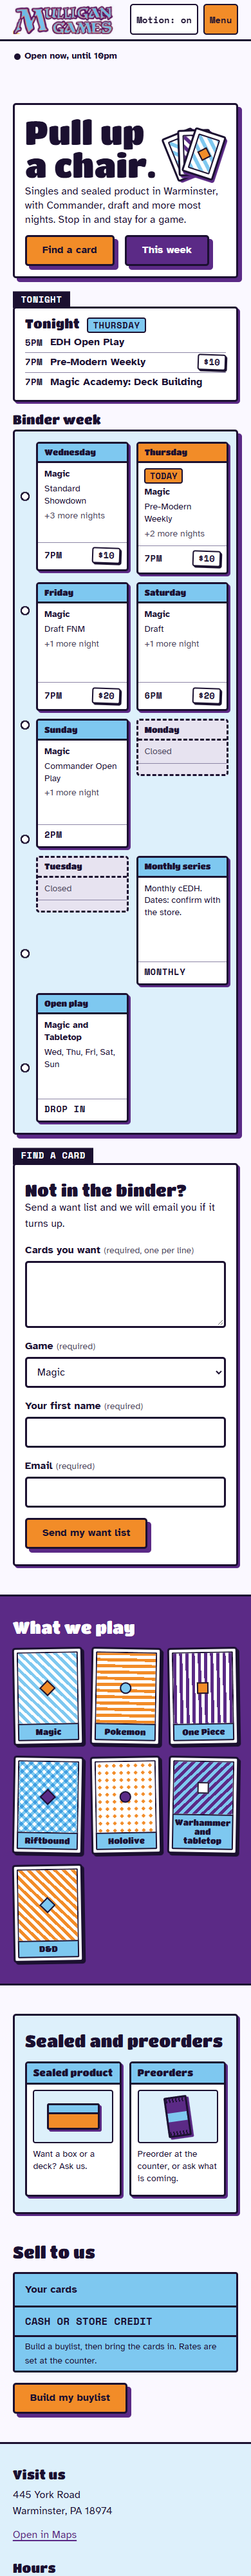 MULLIGAN GAMES
Motion: on
Menu
Open now, until 10pm
Pull up
a chair.
Singles and sealed product in Warminster,
with Commander, draft and more most
nights. Stop in and stay for a game.
Find a card
This week
TONIGHT
Tonight THURSDAY
5PM EDH Open Play
7PM Pre-Modern Weekly $10
7PM Magic Academy: Deck Building
Binder week
Wednesday
Magic
Standard
Showdown
+3 more nights
7PM $10
Thursday
TODAY
Magic
Pre-Modern
Weekly
+2 more nights
7PM $10
Friday
Magic
Draft FNM
+1 more night
7PM $20
Saturday
Magic
Draft
+1 more night
6PM $20
Sunday
Magic
Commander Open
Play
+1 more night
2PM
Monday
Closed
Tuesday
Closed
Monthly series
Monthly cEDH.
Dates: confirm with
the store.
MONTHLY
Open play
Magic and
Tabletop
Wed, Thu, Fri, Sat,
Sun
DROP IN
FIND A CARD
Not in the binder?
Send a want list and we will email you if it
turns up.
Cards you want (required, one per line)
Game (required)
Magic
Your first name (required)
Email (required)
Send my want list
What we play
Magic
Pokemon
One Piece
Riftbound
Hololive
Warhammer
and
tabletop
D&D
Sealed and preorders
Sealed product
Want a box or a
deck? Ask us.
Preorders
Preorder at the
counter, or ask what
is coming.
Sell to us
Your cards
CASH OR STORE CREDIT
Build a buylist, then bring the cards in. Rates are
set at the counter.
Build my buylist
Visit us
445 York Road
Warminster, PA 18974
Open in Maps
Hours